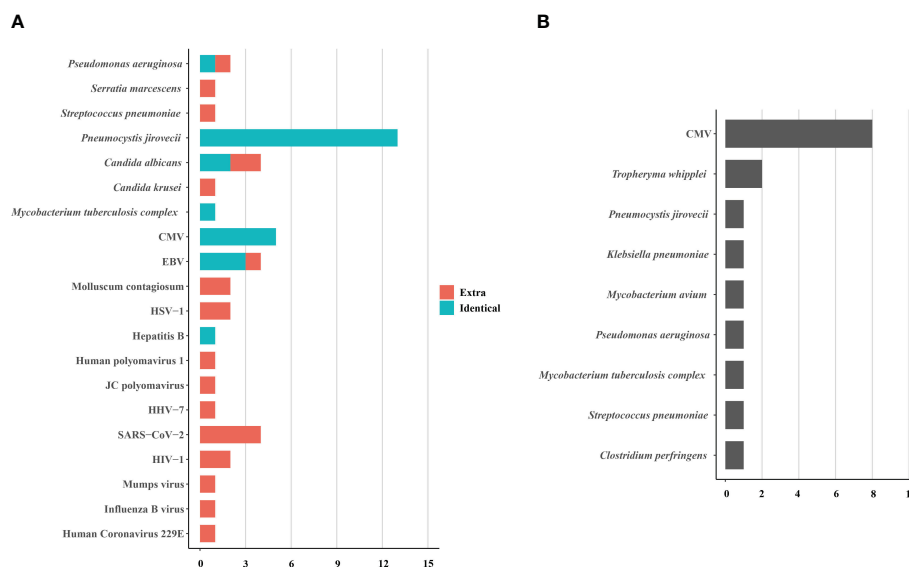 A
Pseudomonas aeruginosa
Serratia marcescens
Streptococcus pneumoniae
Pneumocystis jirovecii
Candida albicans
Candida krusei
Mycobacterium tuberculosis complex
CMV
EBV
Molluscum contagiosum
HSV−1
Hepatitis B
Human polyomavirus 1
JC polyomavirus
HHV−7
SARS−CoV−2
HIV−1
Mumps virus
Influenza B virus
Human Coronavirus 229E
0 3 6 9 12 15
Extra
Identical
B
CMV
Tropheryma whipplei
Pneumocystis jirovecii
Klebsiella pneumoniae
Mycobacterium avium
Pseudomonas aeruginosa
Mycobacterium tuberculosis complex
Streptococcus pneumoniae
Clostridium perfringens
0 2 4 6 8